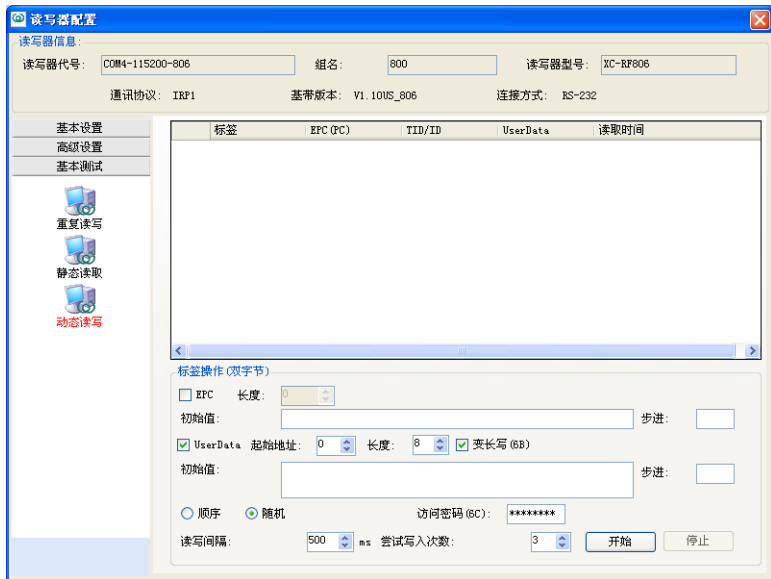 读写器配置
读写器信息:
读写器代号: COM4-115200-806 组名: 800 读写器型号: XC-RF806
通讯协议: IRP1 基带版本: V1.10US_806 连接方式: RS-232
基本设置
高级设置
基本测试
重复读写
静态读取
动态读写
标签 EPC(PC) TID/ID UserData 读取时间
标签操作(双字节)
EPC 长度: 0
初始值: 步进:
UserData 起始地址: 0 长度: 8 变长写(6B)
初始值: 步进:
顺序 随机 访问密码(6C): ********
读写间隔: 500 ms 尝试写入次数: 3 开始 停止